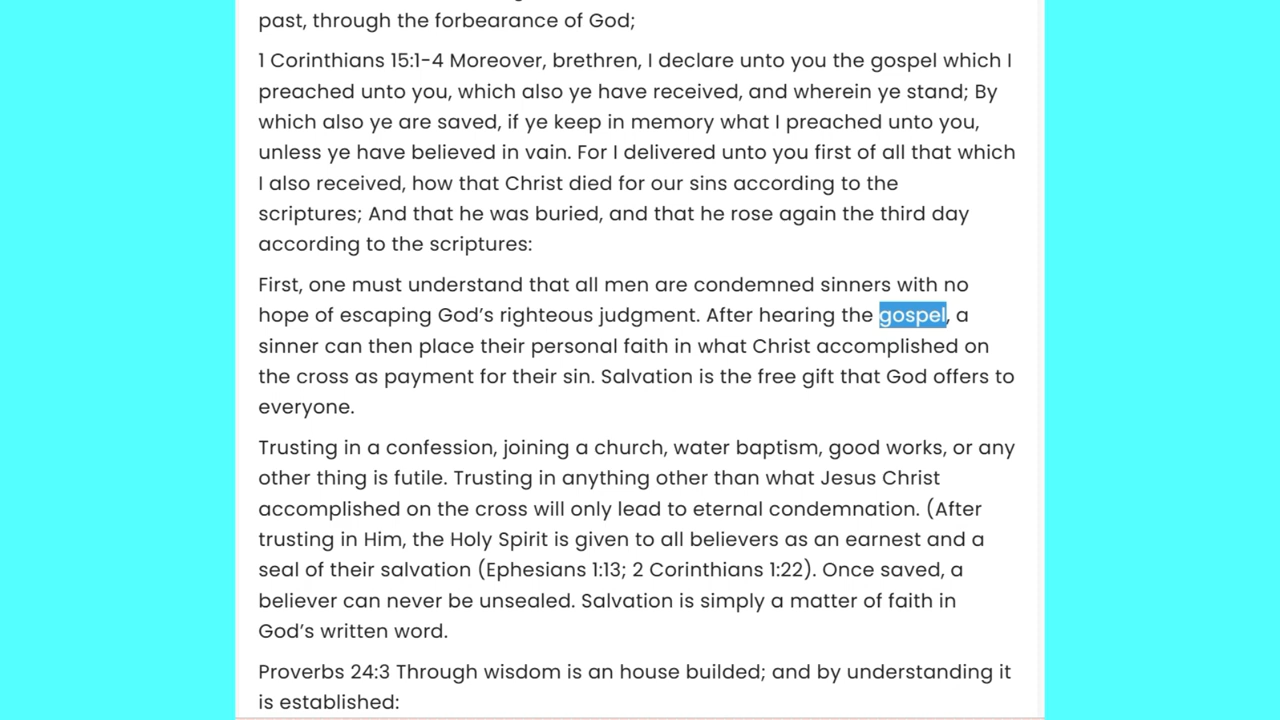 past, through the forbearance of God;
1 Corinthians 15:1-4 Moreover, brethren, I declare unto you the gospel which I
preached unto you, which also ye have received, and wherein ye stand; By
which also ye are saved, if ye keep in memory what I preached unto you,
unless ye have believed in vain. For I delivered unto you first of all that which
I also received, how that Christ died for our sins according to the
scriptures; And that he was buried, and that he rose again the third day
according to the scriptures:
First, one must understand that all men are condemned sinners with no
hope of escaping God's righteous judgment. After hearing the gospel, a
sinner can then place their personal faith in what Christ accomplished on
the cross as payment for their sin. Salvation is the free gift that God offers to
everyone.
Trusting in a confession, joining a church, water baptism, good works, or any
other thing is futile. Trusting in anything other than what Jesus Christ
accomplished on the cross will only lead to eternal condemnation. (After
trusting in Him, the Holy Spirit is given to all believers as an earnest and a
seal of their salvation (Ephesians 1:13; 2 Corinthians 1:22). Once saved, a
believer can never be unsealed. Salvation is simply a matter of faith in
God's written word.
Proverbs 24:3 Through wisdom is an house builded; and by understanding it
is established: